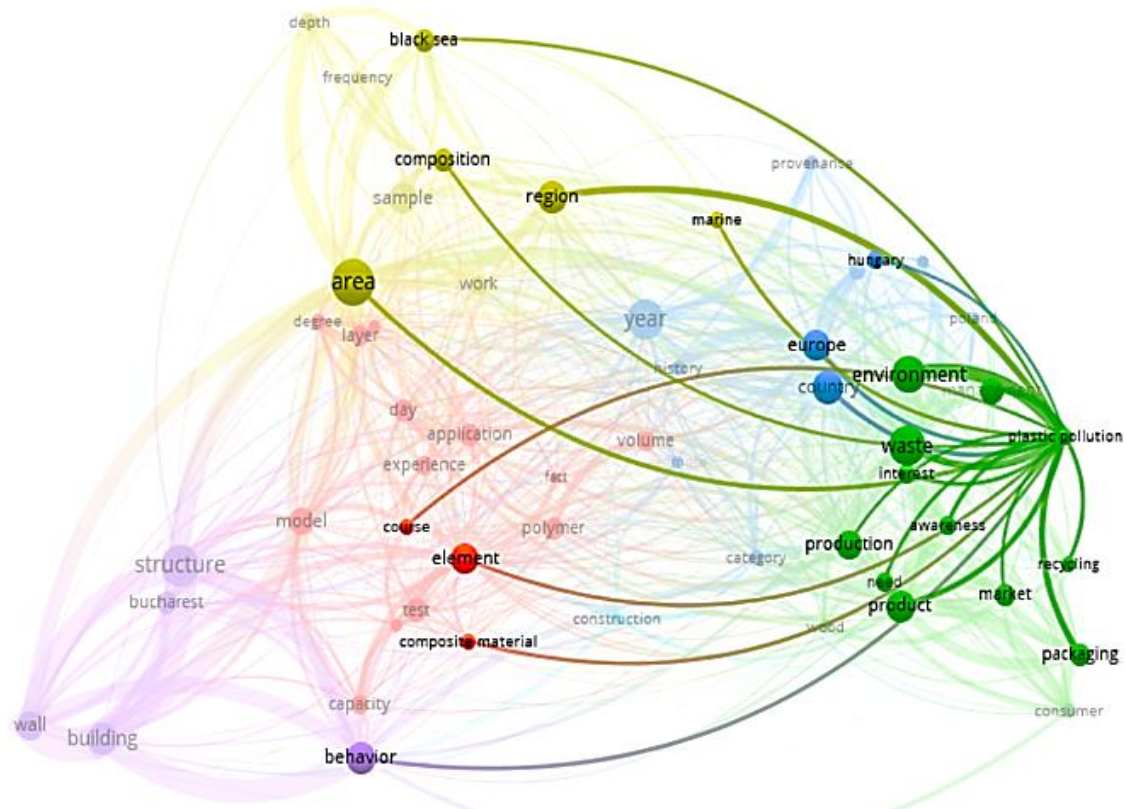 depth
black sea
frequency
composition
provenanse
sample
region
marine
hungary
area
work
degree
year
poland
layer
europe
history
environment
country
management
day
application
volume
plastic pollution
waste
experience
interest
fact
model
course
polymer
awareness
element
production
category
structure
recycling
need
bucharest
market
test
product
construction
wood
composite material
packaging
capacity
consumer
wall
building
behavior